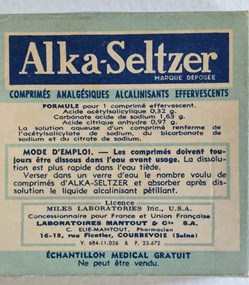 Alka-Seltzer
MARQUE DÉPOSÉE
COMPRIMÉS ANALGÉSIQUES ALCALINISANTS EFFERVESCENTS
FORMULE pour 1 comprimé effervescent.
Acide acétylsalicylique 0,32 g.
Carbonate acide de sodium 1,63 g.
Acide citrique anhydre 0,97 g.
La solution aqueuse d'un comprimé renferme de
l'acétylsalicylate de sodium, du bicarbonate
de sodium et du citrate de sodium.
MODE D'EMPLOI. — Les comprimés doivent tou-
jours être dissous dans l'eau avant usage. La dissolu-
tion est plus rapide dans l'eau tiède.
Verser dans un verre d'eau le nombre voulu de
comprimés d'ALKA-SELTZER et absorber après dis-
solution le liquide alcalinisant pétillant.
Licence
MILES LABORATORIES Inc., U.S.A.
Concessionnaire pour France et Union Française
LABORATOIRES MANTOUT & Cie S.A.
C. ELIE-MANTOUT, Pharmacien
16-18, rue Ficatier, COURBEVOIE (Seine)
V. 684-11.026 & P. 23.472
ÉCHANTILLON MEDICAL GRATUIT
Ne peut être vendu.